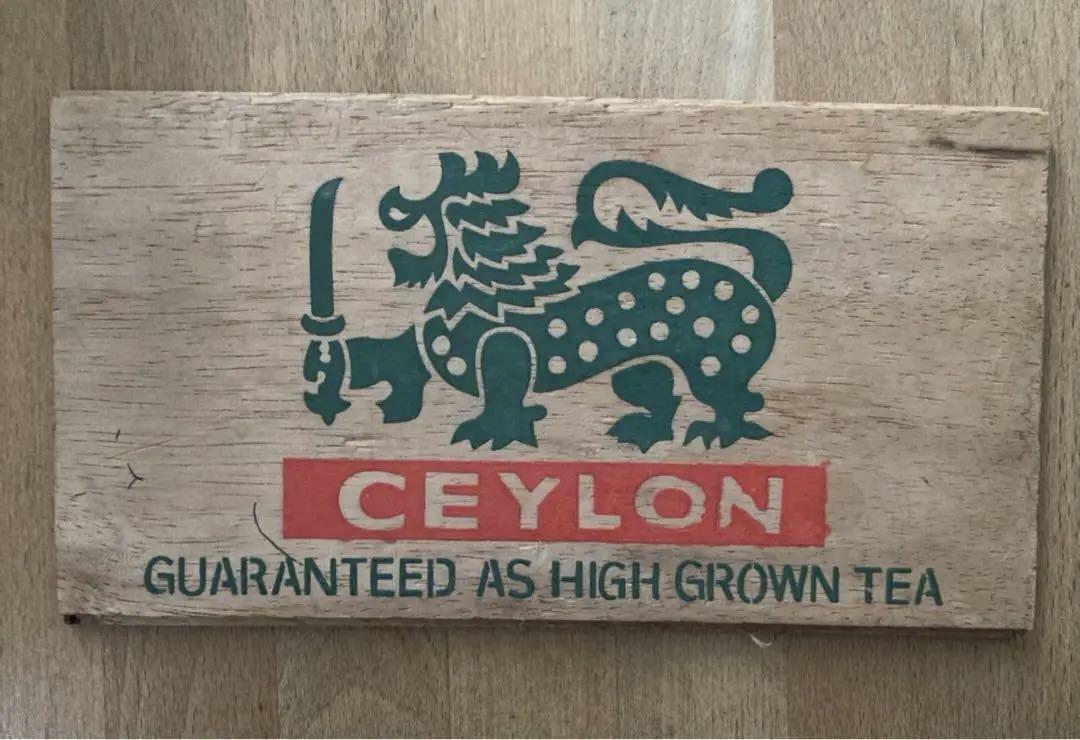 CEYLON
GUARANTEED AS HIGH GROWN TEA